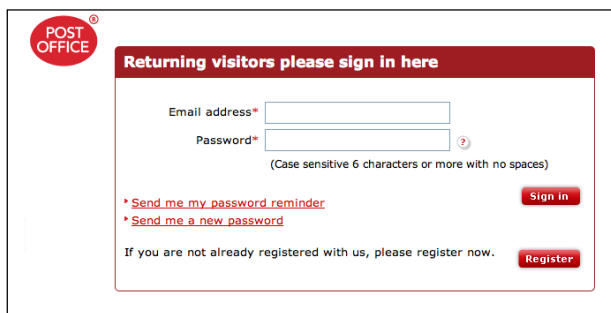 POST
OFFICE
®
Returning visitors please sign in here
Email address*
Password*
?
(Case sensitive 6 characters or more with no spaces)
Send me my password reminder
Sign in
Send me a new password
If you are not already registered with us, please register now.
Register